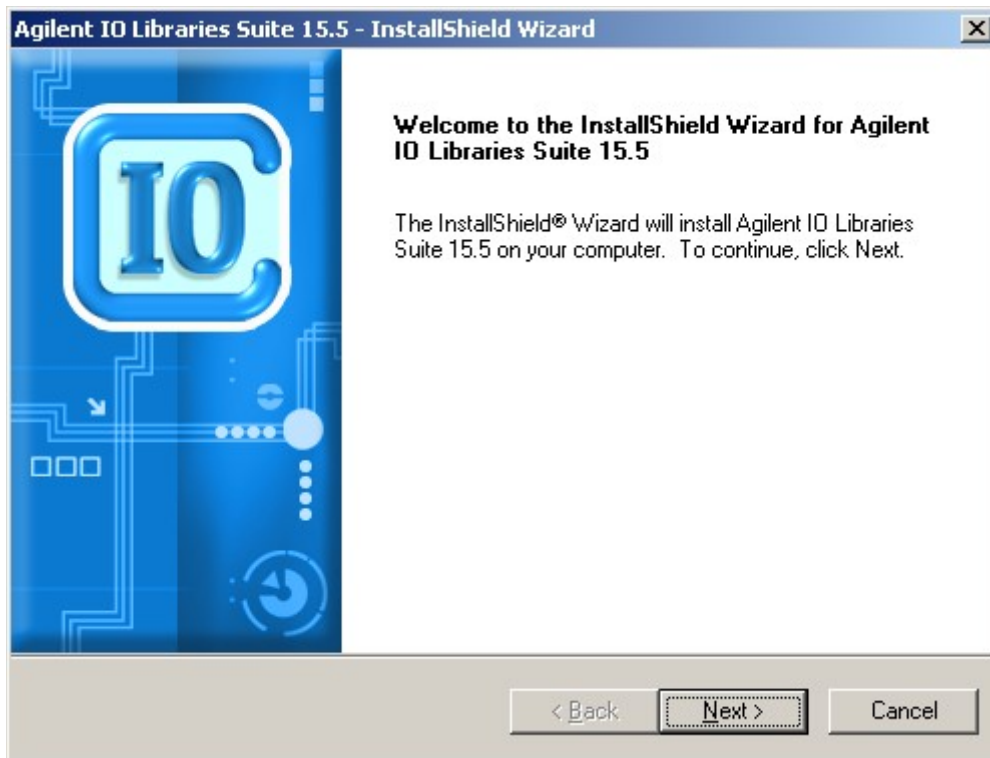 Agilent IO Libraries Suite 15.5 - InstallShield Wizard
IO
Welcome to the InstallShield Wizard for Agilent
IO Libraries Suite 15.5
The InstallShield® Wizard will install Agilent IO Libraries
Suite 15.5 on your computer. To continue, click Next.
< Back Next > Cancel